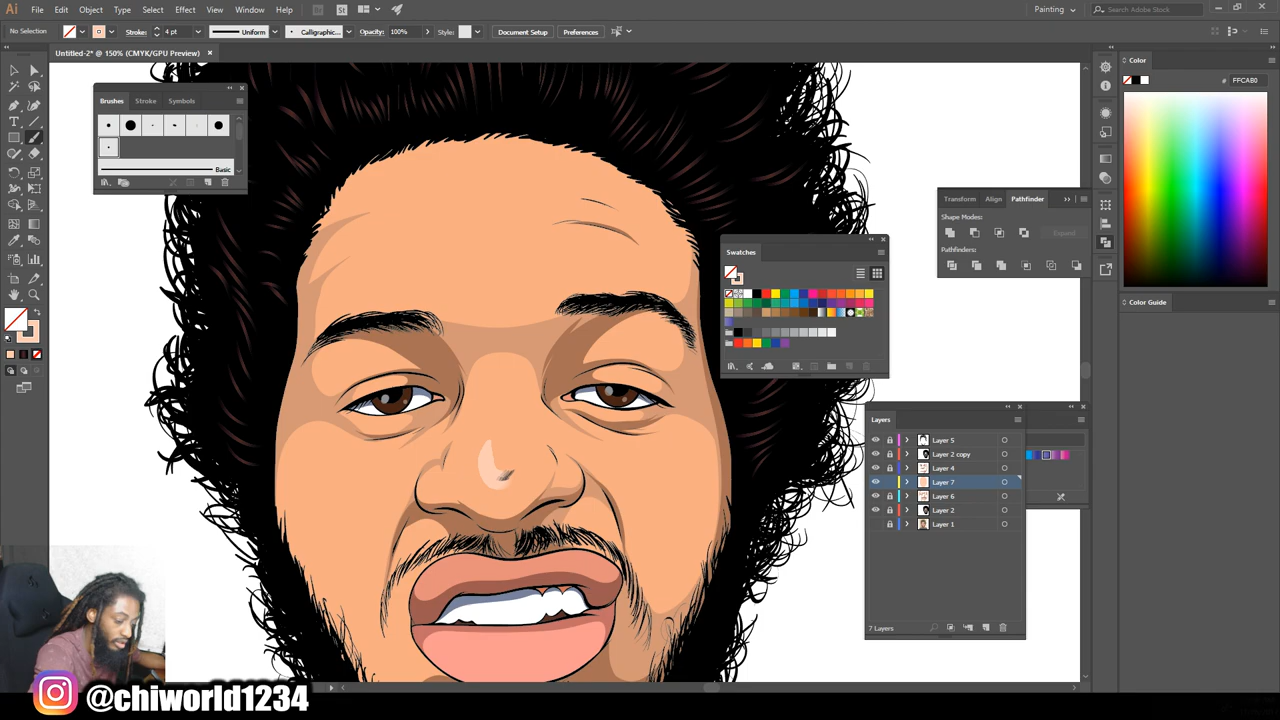 Ai File Edit Object Type Select Effect View Window Help Br St Painting Search Adobe Stock
No Selection Stroke: 4 pt Uniform Calligraphic... Opacity: 100% Style: Document Setup Preferences
Untitled-2* @ 150% (CMYK/GPU Preview)
Brushes Stroke Symbols
Basic
Color
# FFCAB0
Transform Align Pathfinder
Shape Modes:
Expand
Pathfinders:
Color Guide
Swatches
Layers
Layer 5
Layer 2 copy
Layer 4
Layer 7
Layer 6
Layer 2
Layer 1
7 Layers
@chiworld1234